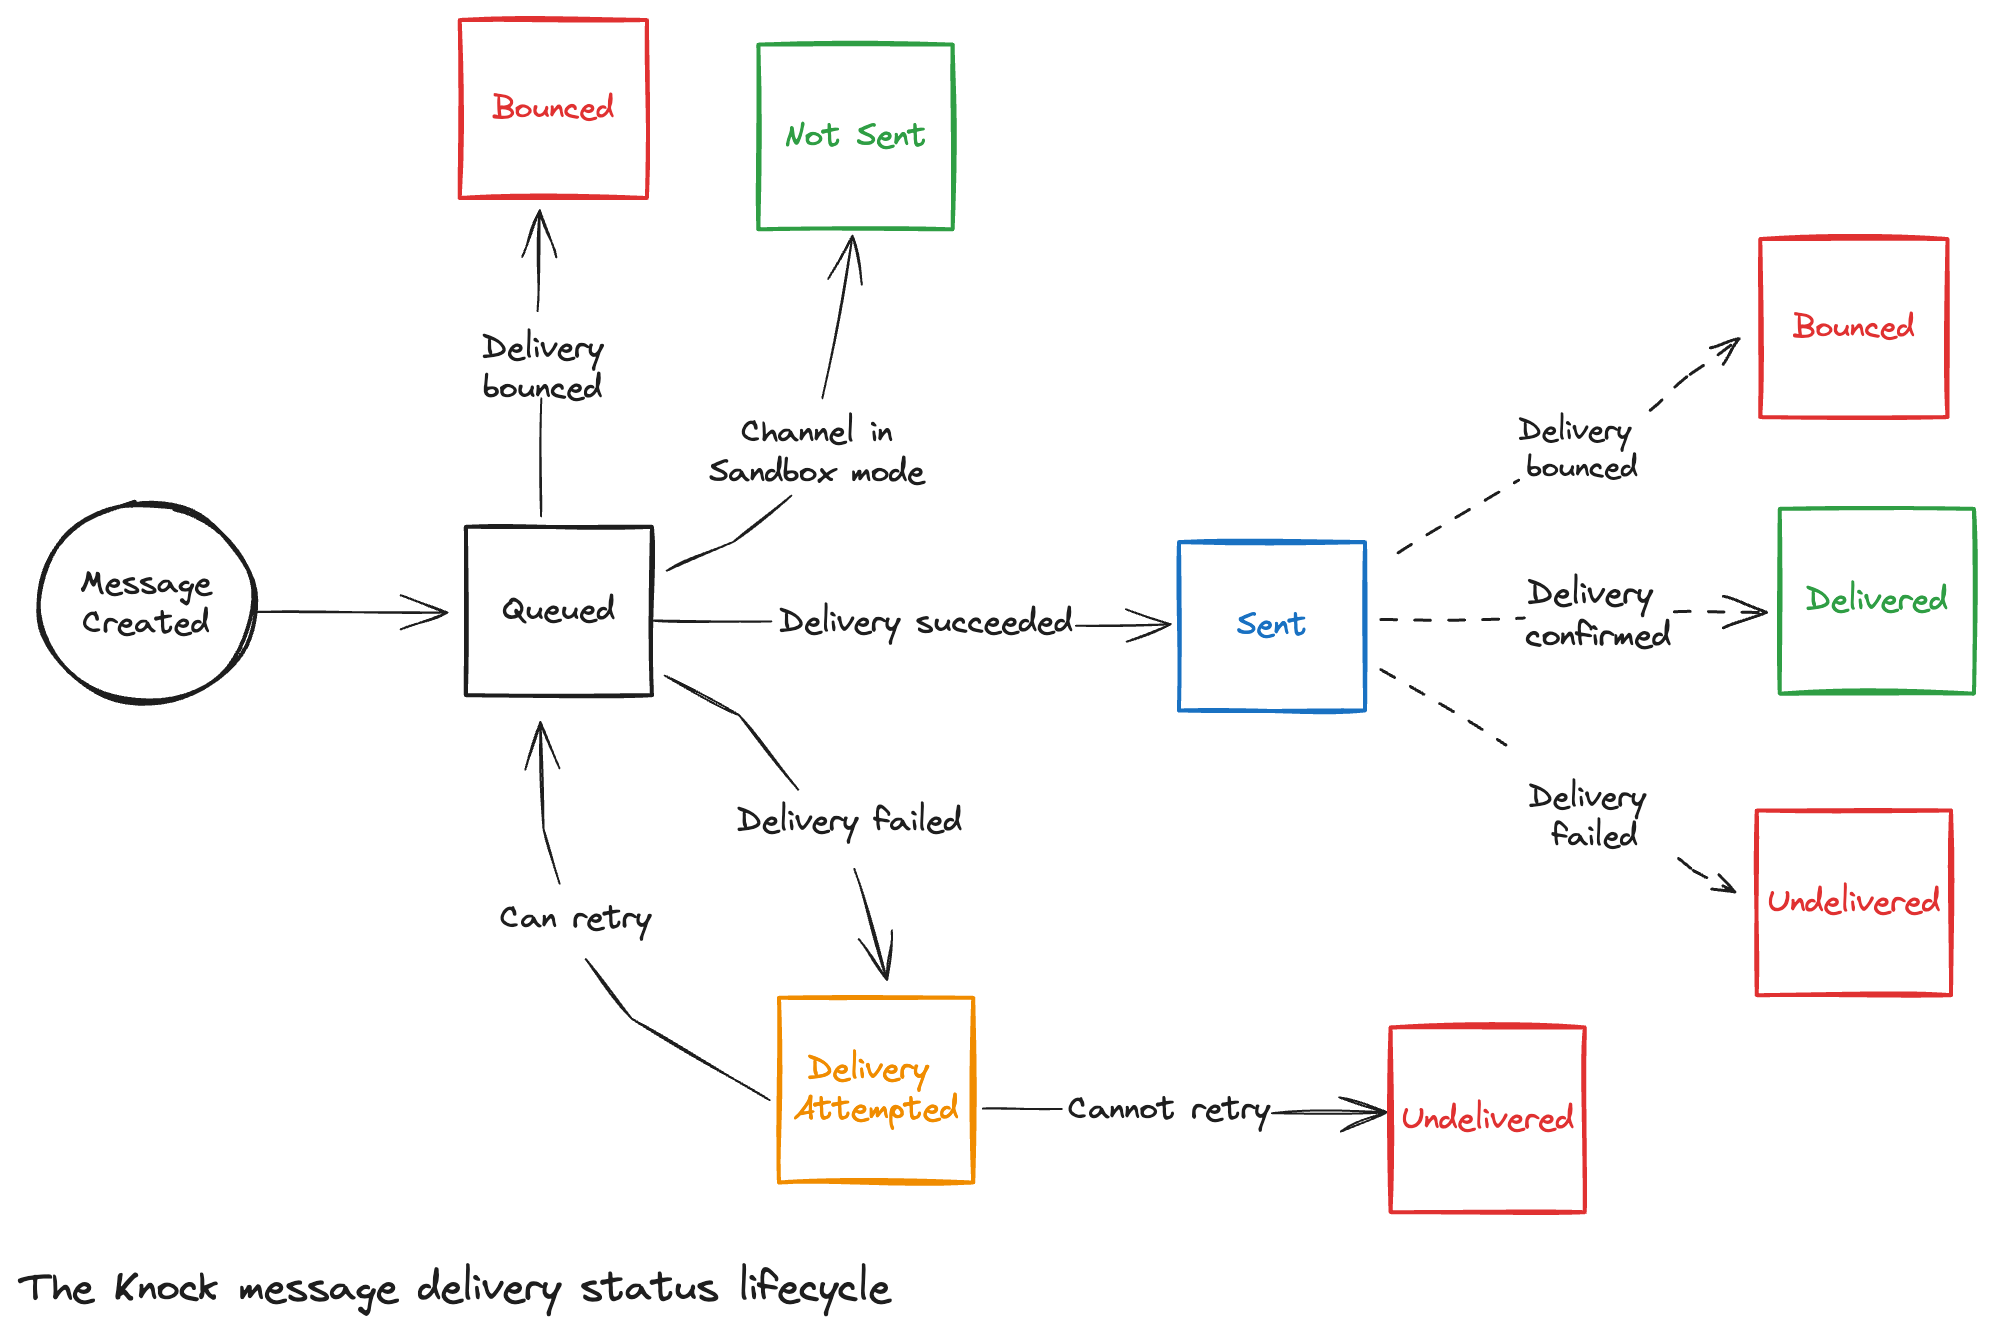 Bounced
Not Sent
Delivery
bounced
Channel in
Sandbox mode
Message
Created
Queued
Delivery succeeded
Sent
Delivery
bounced
Bounced
Delivery
confirmed
Delivered
Delivery
failed
Undelivered
Delivery failed
Can retry
Delivery
Attempted
Cannot retry
Undelivered
The Knock message delivery status lifecycle